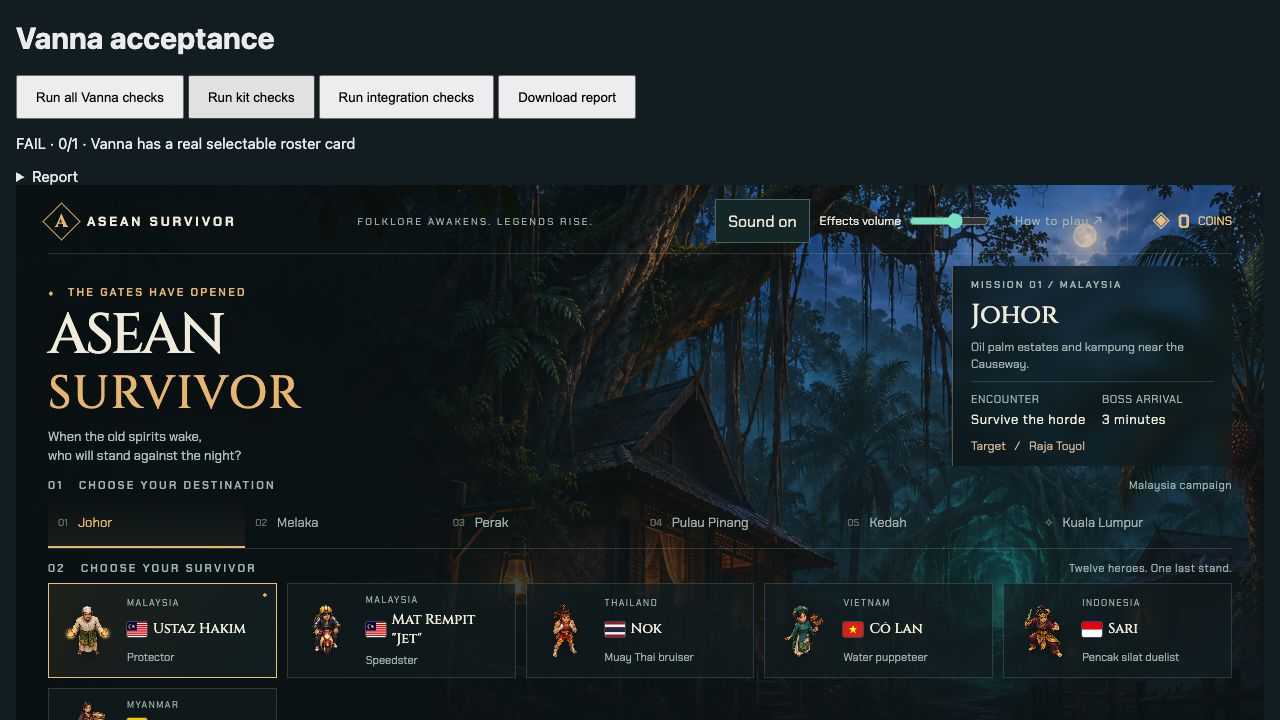 Vanna acceptance
Run all Vanna checks
Run kit checks
Run integration checks
Download report
FAIL · 0/1 · Vanna has a real selectable roster card
Report
A
ASEAN SURVIVOR
FOLKLORE AWAKENS. LEGENDS RISE.
Sound on
Effects volume
How to play ↗
0 COINS
THE GATES HAVE OPENED
ASEAN
SURVIVOR
When the old spirits wake,
who will stand against the night?
MISSION 01 / MALAYSIA
JOHOR
Oil palm estates and kampung near the
Causeway.
ENCOUNTER
Survive the horde
BOSS ARRIVAL
3 minutes
Target / Raja Toyol
01 CHOOSE YOUR DESTINATION
Malaysia campaign
01 Johor
02 Melaka
03 Perak
04 Pulau Pinang
05 Kedah
Kuala Lumpur
02 CHOOSE YOUR SURVIVOR
Twelve heroes. One last stand.
MALAYSIA
USTAZ HAKIM
Protector
MALAYSIA
MAT REMPIT
"JET"
Speedster
THAILAND
NOK
Muay Thai bruiser
VIETNAM
CÔ LAN
Water puppeteer
INDONESIA
SARI
Pencak silat duelist
MYANMAR